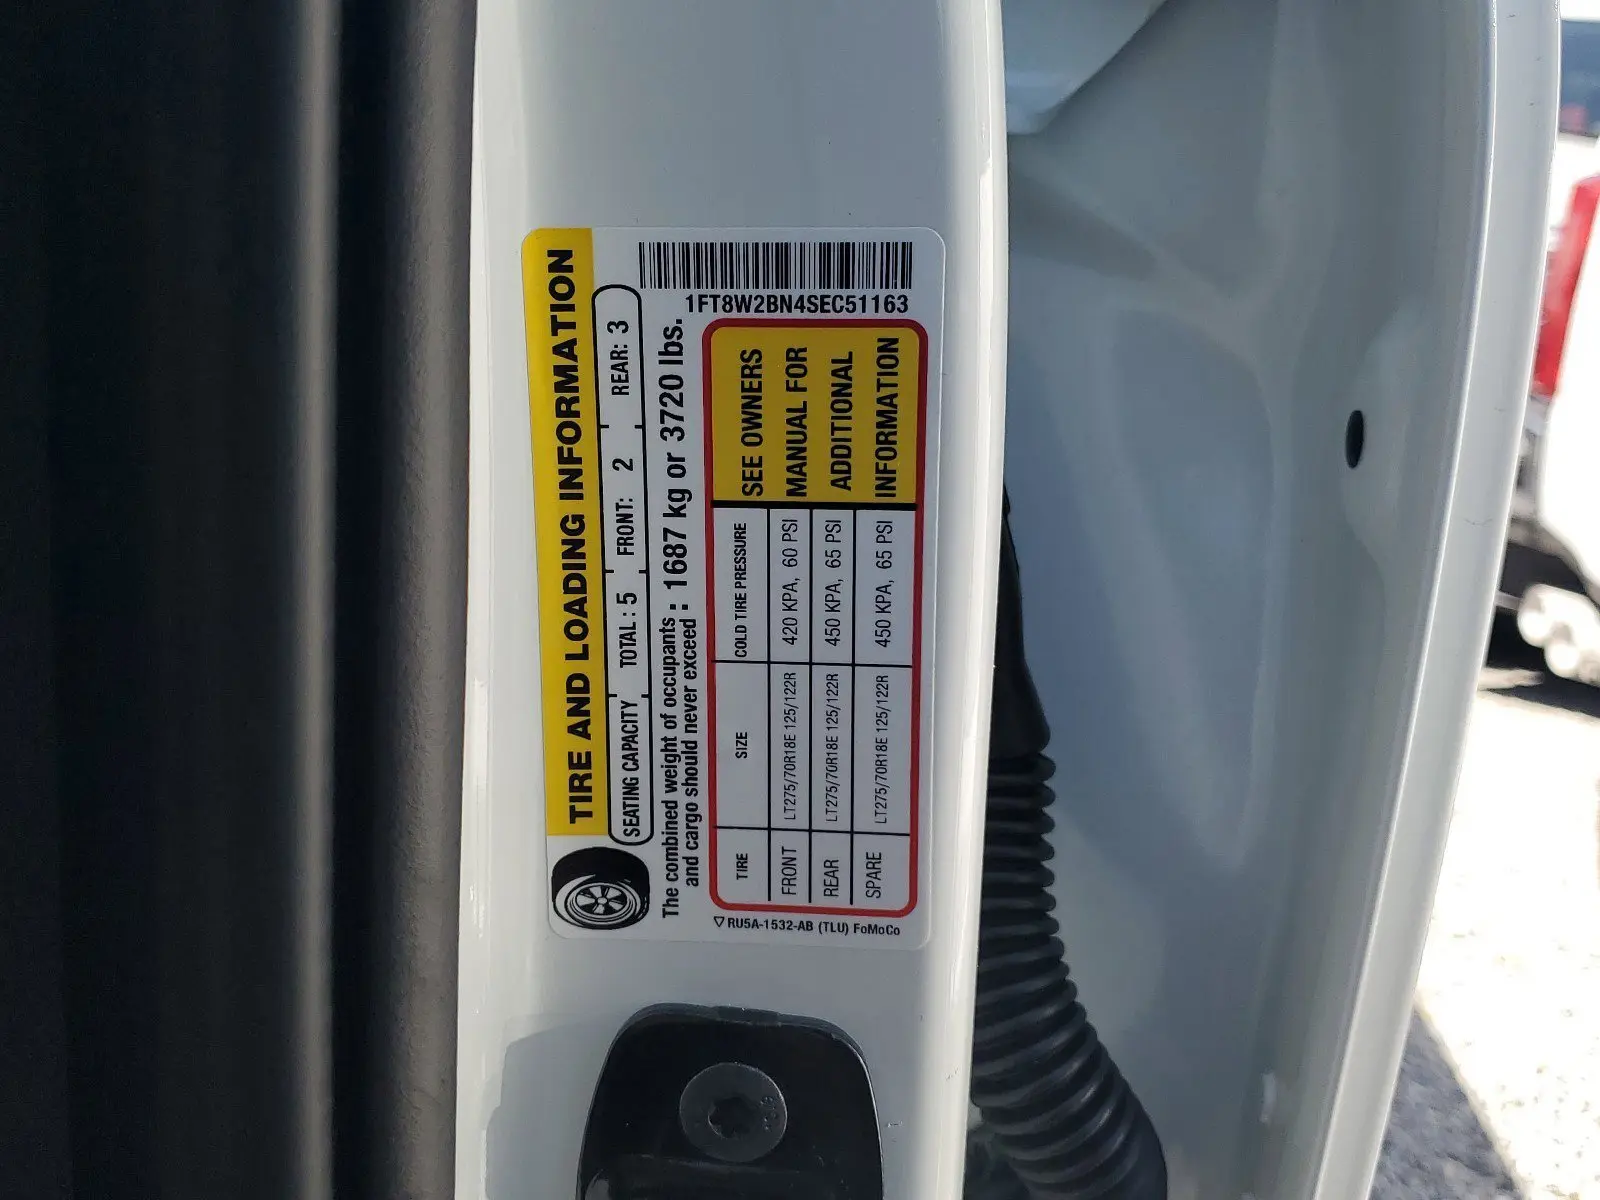 1FT8W2BN4SEC51163
TIRE AND LOADING INFORMATION
SEATING CAPACITY TOTAL : 5 FRONT: 2 REAR: 3
The combined weight of occupants
and cargo should never exceed : 1687 kg or 3720 lbs.
TIRE SIZE COLD TIRE PRESSURE
FRONT LT275/70R18E 125/122R 420 KPA, 60 PSI
REAR LT275/70R18E 125/122R 450 KPA, 65 PSI
SPARE LT275/70R18E 125/122R 450 KPA, 65 PSI
SEE OWNERS
MANUAL FOR
ADDITIONAL
INFORMATION
RU5A-1532-AB (TLU) FoMoCo